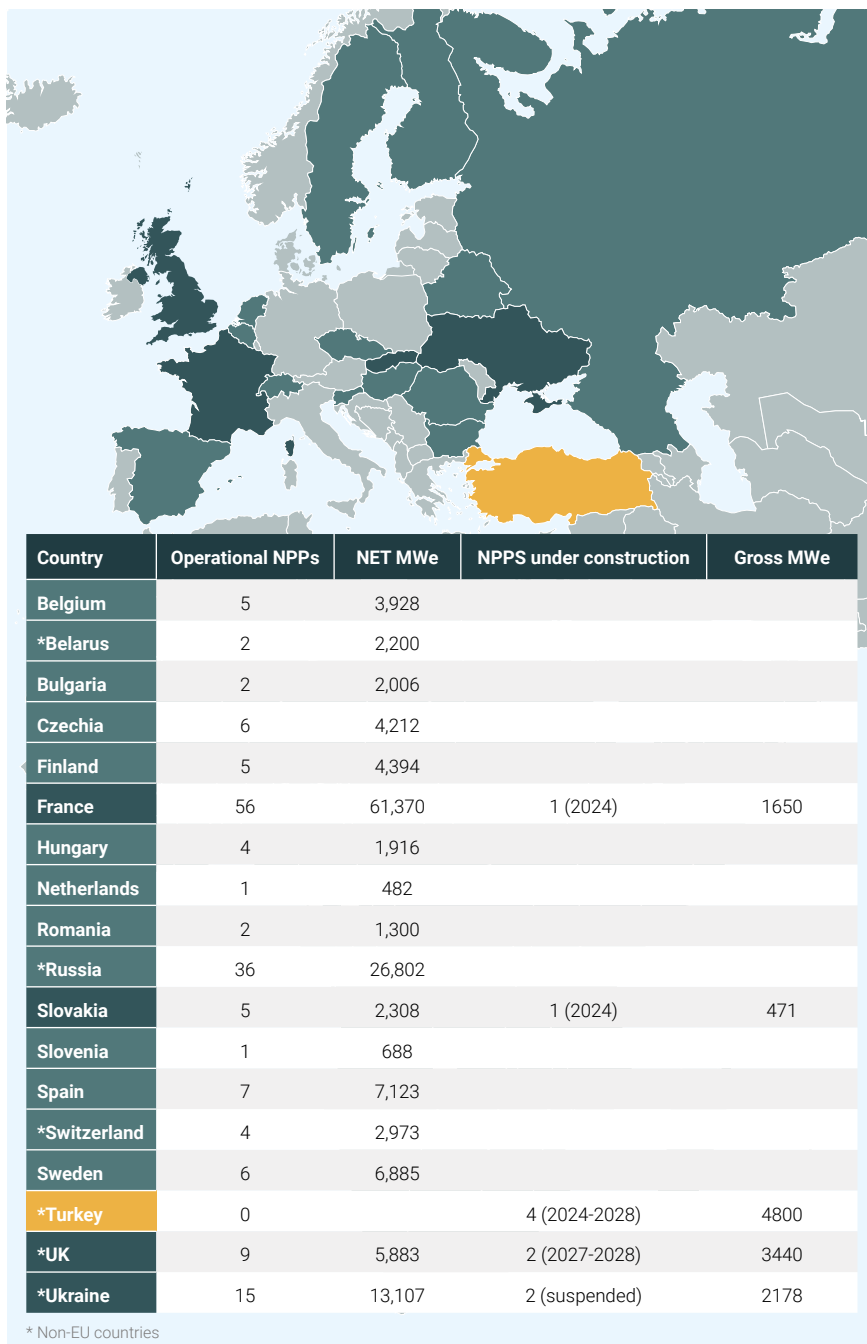 Country Operational NPPs NET MWe NPPS under construction Gross MWe
Belgium 5 3,928
*Belarus 2 2,200
Bulgaria 2 2,006
Czechia 6 4,212
Finland 5 4,394
France 56 61,370 1 (2024) 1650
Hungary 4 1,916
Netherlands 1 482
Romania 2 1,300
*Russia 36 26,802
Slovakia 5 2,308 1 (2024) 471
Slovenia 1 688
Spain 7 7,123
*Switzerland 4 2,973
Sweden 6 6,885
*Turkey 0 4 (2024-2028) 4800
*UK 9 5,883 2 (2027-2028) 3440
*Ukraine 15 13,107 2 (suspended) 2178
* Non-EU countries